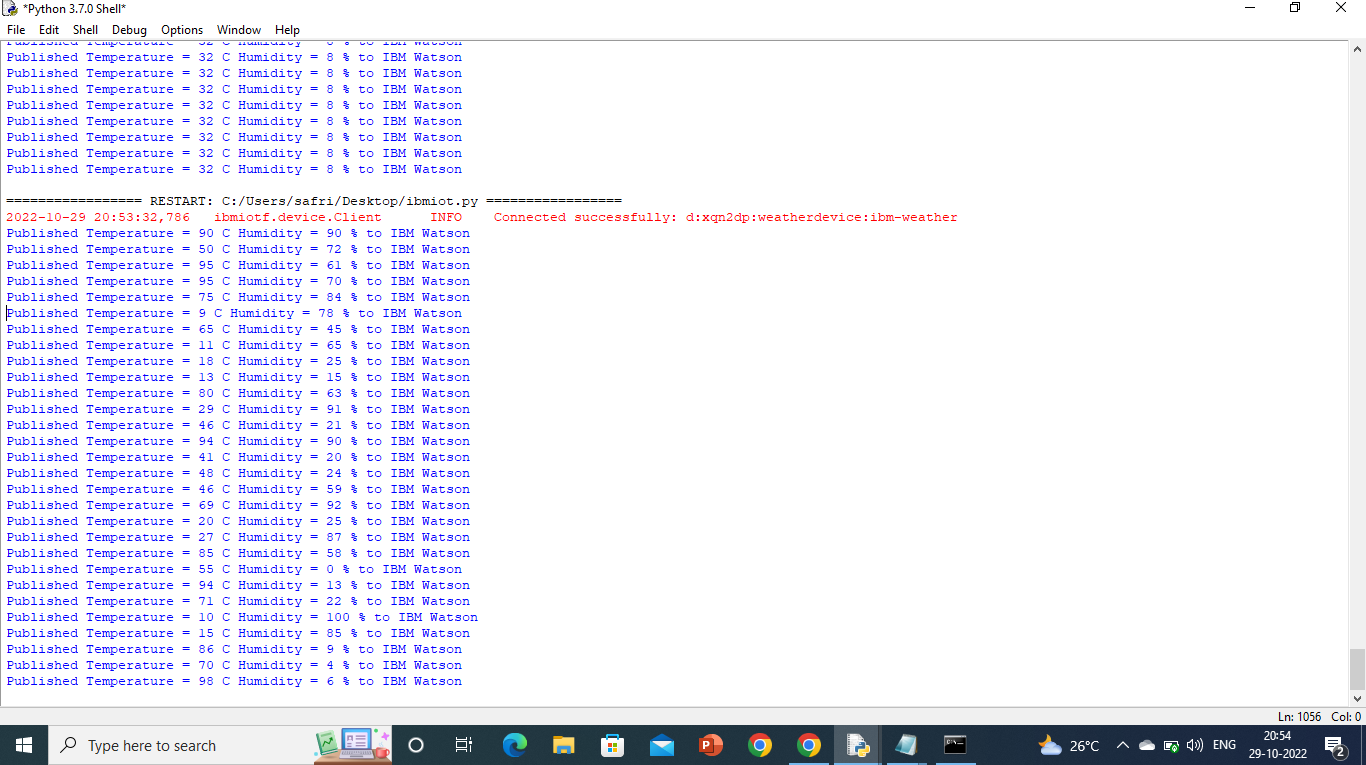 *Python 3.7.0 Shell*
File Edit Shell Debug Options Window Help
Published Temperature = 32 C Humidity = 8 % to IBM Watson
Published Temperature = 32 C Humidity = 8 % to IBM Watson
Published Temperature = 32 C Humidity = 8 % to IBM Watson
Published Temperature = 32 C Humidity = 8 % to IBM Watson
Published Temperature = 32 C Humidity = 8 % to IBM Watson
Published Temperature = 32 C Humidity = 8 % to IBM Watson
Published Temperature = 32 C Humidity = 8 % to IBM Watson
Published Temperature = 32 C Humidity = 8 % to IBM Watson
Published Temperature = 32 C Humidity = 8 % to IBM Watson
================= RESTART: C:/Users/safri/Desktop/ibmiot.py =================
2022-10-29 20:53:32,786 ibmiotf.device.Client INFO Connected successfully: d:xqn2dp:weatherdevice:ibm-weather
Published Temperature = 90 C Humidity = 90 % to IBM Watson
Published Temperature = 50 C Humidity = 72 % to IBM Watson
Published Temperature = 95 C Humidity = 61 % to IBM Watson
Published Temperature = 95 C Humidity = 70 % to IBM Watson
Published Temperature = 75 C Humidity = 84 % to IBM Watson
Published Temperature = 9 C Humidity = 78 % to IBM Watson
Published Temperature = 65 C Humidity = 45 % to IBM Watson
Published Temperature = 11 C Humidity = 65 % to IBM Watson
Published Temperature = 18 C Humidity = 25 % to IBM Watson
Published Temperature = 13 C Humidity = 15 % to IBM Watson
Published Temperature = 80 C Humidity = 63 % to IBM Watson
Published Temperature = 29 C Humidity = 91 % to IBM Watson
Published Temperature = 46 C Humidity = 21 % to IBM Watson
Published Temperature = 94 C Humidity = 90 % to IBM Watson
Published Temperature = 41 C Humidity = 20 % to IBM Watson
Published Temperature = 48 C Humidity = 24 % to IBM Watson
Published Temperature = 46 C Humidity = 59 % to IBM Watson
Published Temperature = 69 C Humidity = 92 % to IBM Watson
Published Temperature = 20 C Humidity = 25 % to IBM Watson
Published Temperature = 27 C Humidity = 87 % to IBM Watson
Published Temperature = 85 C Humidity = 58 % to IBM Watson
Published Temperature = 55 C Humidity = 0 % to IBM Watson
Published Temperature = 94 C Humidity = 13 % to IBM Watson
Published Temperature = 71 C Humidity = 22 % to IBM Watson
Published Temperature = 10 C Humidity = 100 % to IBM Watson
Published Temperature = 15 C Humidity = 85 % to IBM Watson
Published Temperature = 86 C Humidity = 9 % to IBM Watson
Published Temperature = 70 C Humidity = 4 % to IBM Watson
Published Temperature = 98 C Humidity = 6 % to IBM Watson
Ln: 1056 Col: 0
Type here to search
26°C
ENG
20:54
29-10-2022
2